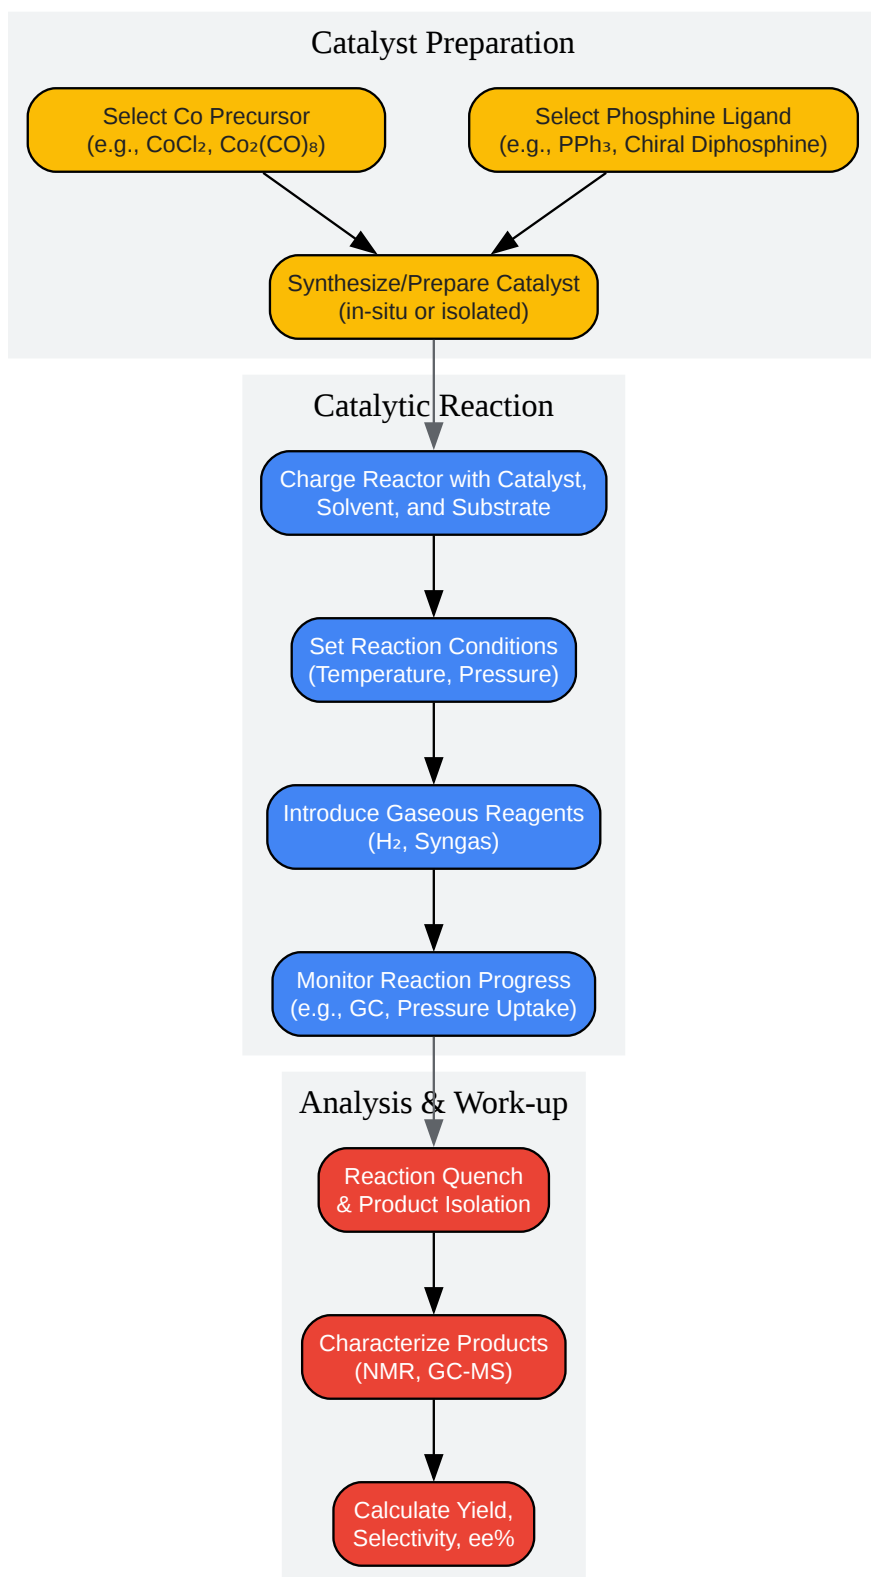 Catalyst Preparation
Select Co Precursor
(e.g., CoCl₂, Co₂(CO)₈)
Select Phosphine Ligand
(e.g., PPh₃, Chiral Diphosphine)
Synthesize/Prepare Catalyst
(in-situ or isolated)
Catalytic Reaction
Charge Reactor with Catalyst,
Solvent, and Substrate
Set Reaction Conditions
(Temperature, Pressure)
Introduce Gaseous Reagents
(H₂, Syngas)
Monitor Reaction Progress
(e.g., GC, Pressure Uptake)
Analysis & Work-up
Reaction Quench
& Product Isolation
Characterize Products
(NMR, GC-MS)
Calculate Yield,
Selectivity, ee%